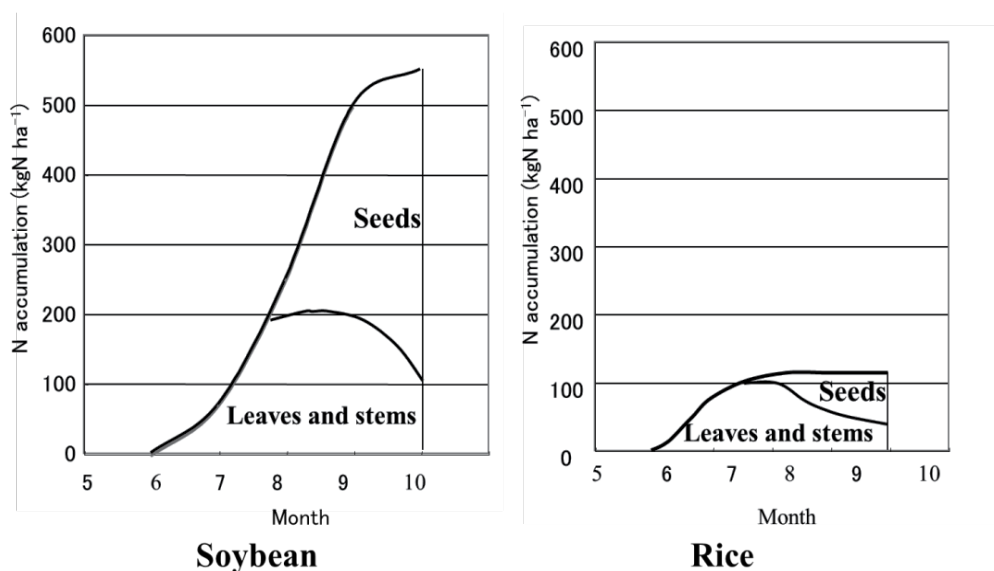 N accumulation (kgN ha⁻¹)
600
500
400
300
200
100
0
Seeds
Leaves and stems
5 6 7 8 9 10
Month
Soybean
N accumulation (kgN ha⁻¹)
600
500
400
300
200
100
0
Seeds
Leaves and stems
5 6 7 8 9 10
Month
Rice